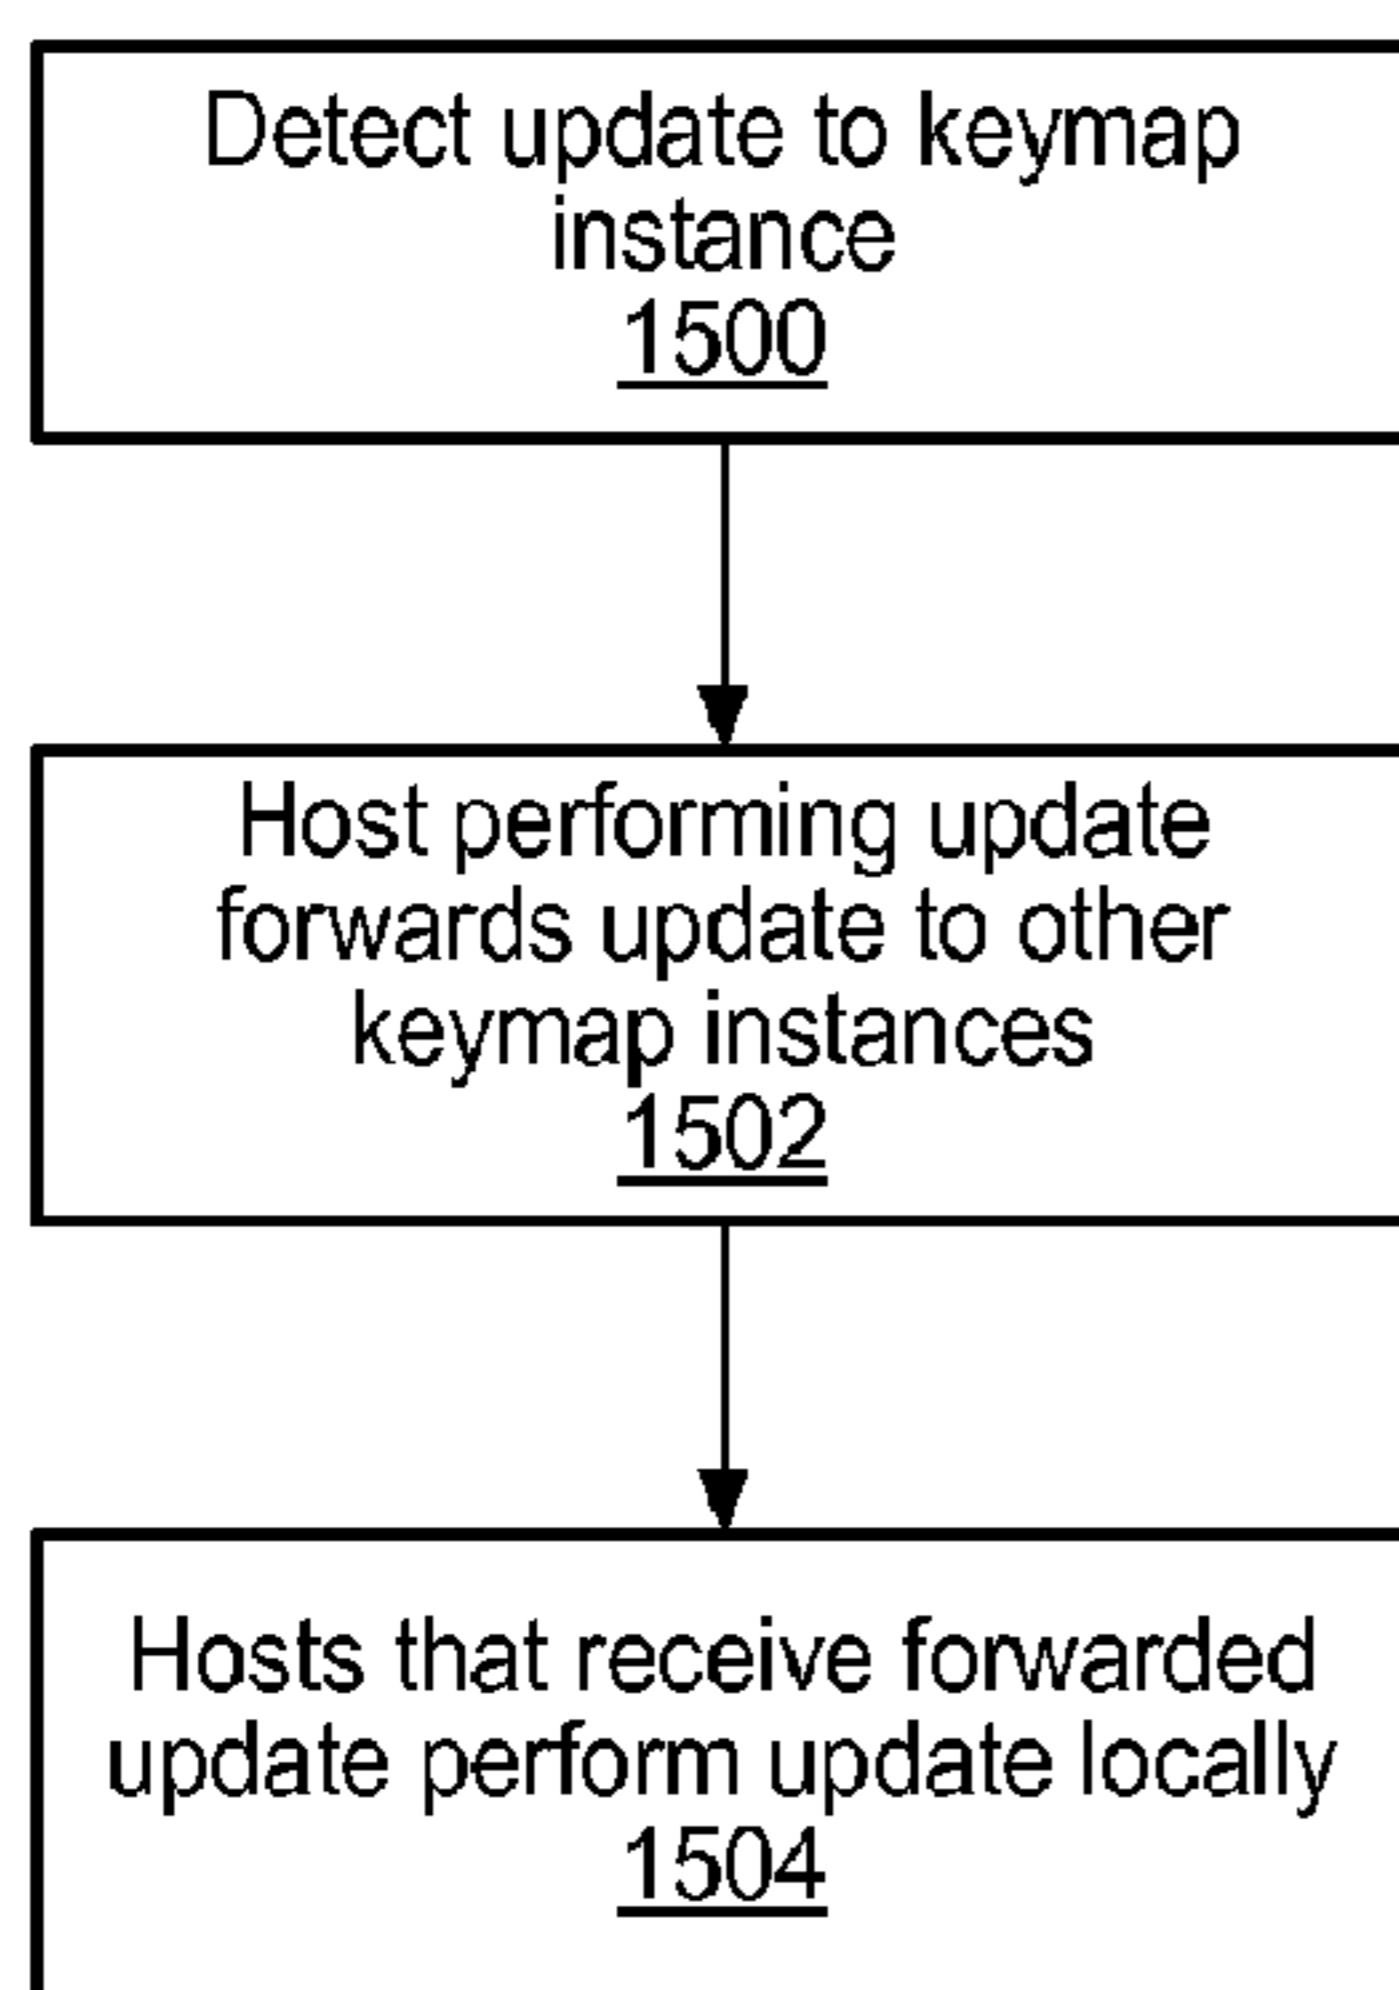 Detect update to keymap
instance
1500
Host performing update
forwards update to other
keymap instances
1502
Hosts that receive forwarded
update perform update locally
1504